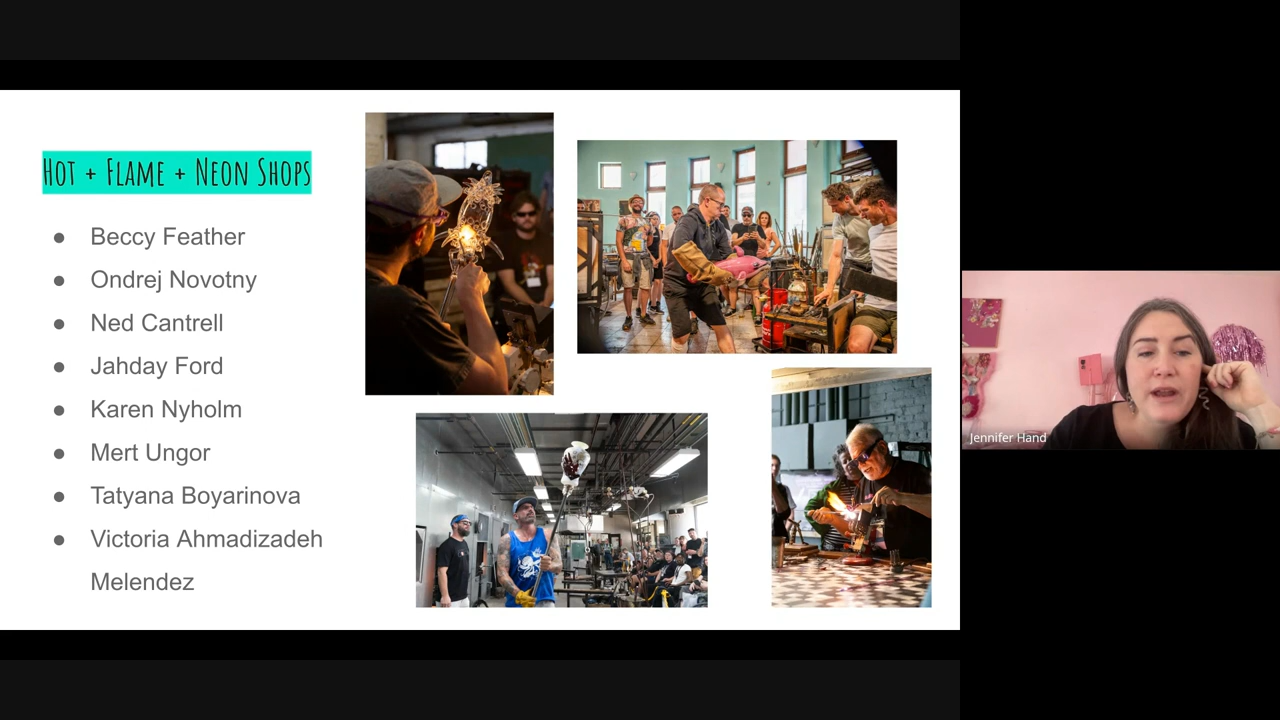 Hot + Flame + Neon Shops
● Beccy Feather
● Ondrej Novotny
● Ned Cantrell
● Jahday Ford
● Karen Nyholm
● Mert Ungor
● Tatyana Boyarinova
● Victoria Ahmadizadeh
Melendez
Jennifer Hand